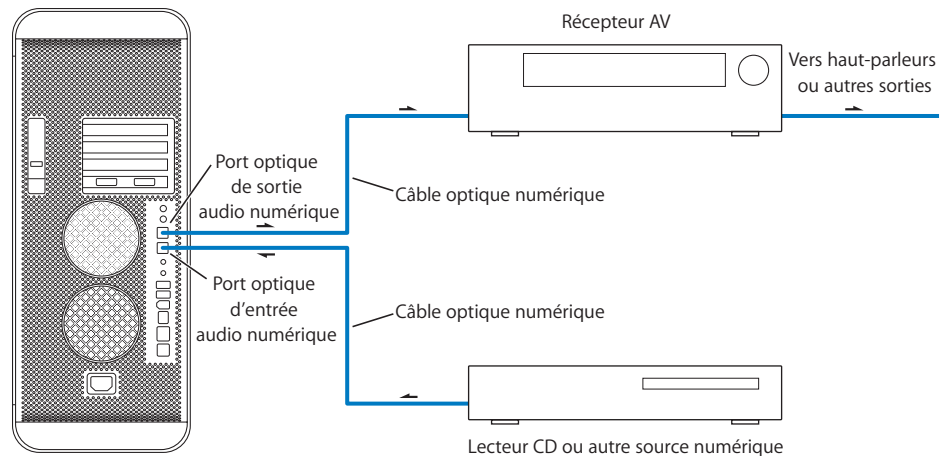 Récepteur AV
Vers haut-parleurs
ou autres sorties
Port optique
de sortie
audio numérique
Câble optique numérique
Port optique
d'entrée
audio numérique
Câble optique numérique
Lecteur CD ou autre source numérique